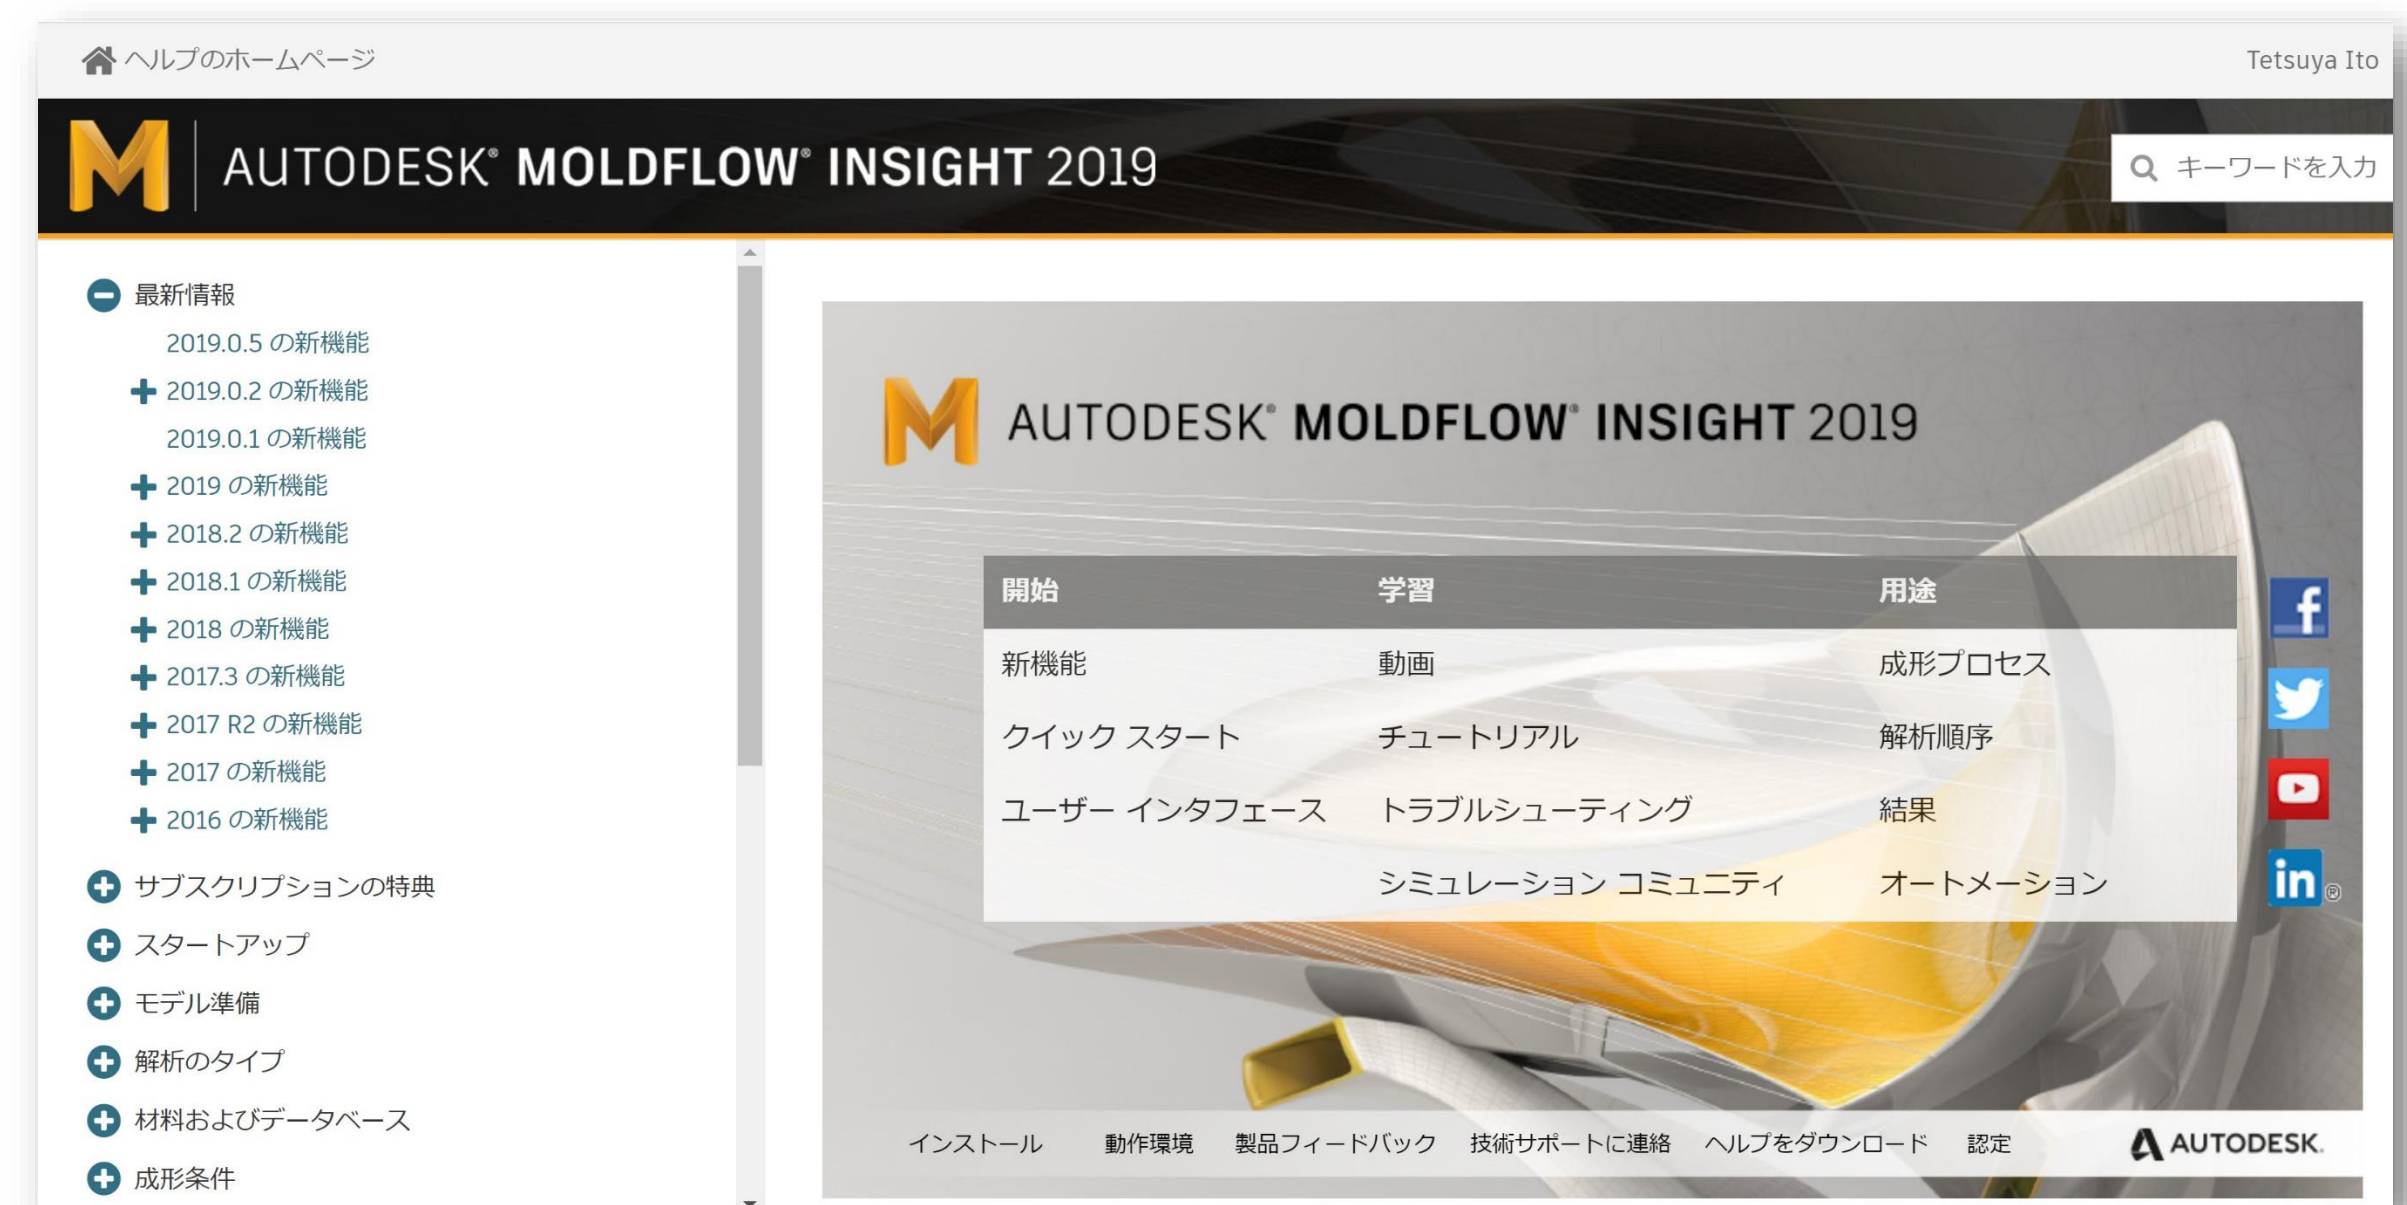 ヘルプのホームページ
Tetsuya Ito
AUTODESK® MOLDFLOW® INSIGHT 2019
キーワードを入力
最新情報
2019.0.5 の新機能
2019.0.2 の新機能
2019.0.1 の新機能
2019 の新機能
2018.2 の新機能
2018.1 の新機能
2018 の新機能
2017.3 の新機能
2017 R2 の新機能
2017 の新機能
2016 の新機能
サブスクリプションの特典
スタートアップ
モデル準備
解析のタイプ
材料およびデータベース
成形条件
AUTODESK® MOLDFLOW® INSIGHT 2019
開始 学習 用途
新機能 動画 成形プロセス
クイック スタート チュートリアル 解析順序
ユーザー インタフェース トラブルシューティング 結果
シミュレーション コミュニティ オートメーション
f
in®
インストール 動作環境 製品フィードバック 技術サポートに連絡 ヘルプをダウンロード 認定 AUTODESK.